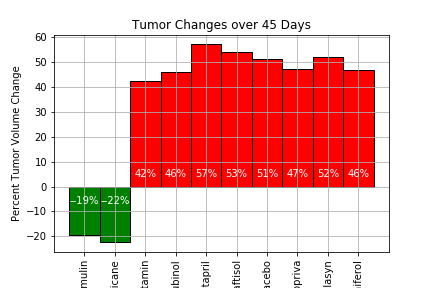 Tumor Changes over 45 Days
Percent Tumor Volume Change
60
50
40
30
20
10
0
−10
−20
−19% −22% 42% 46% 57% 53% 51% 47% 52% 46%
mulin
icane
tamin
ubinol
tapril
aftisol
acebo
opriva
lasyn
niferol